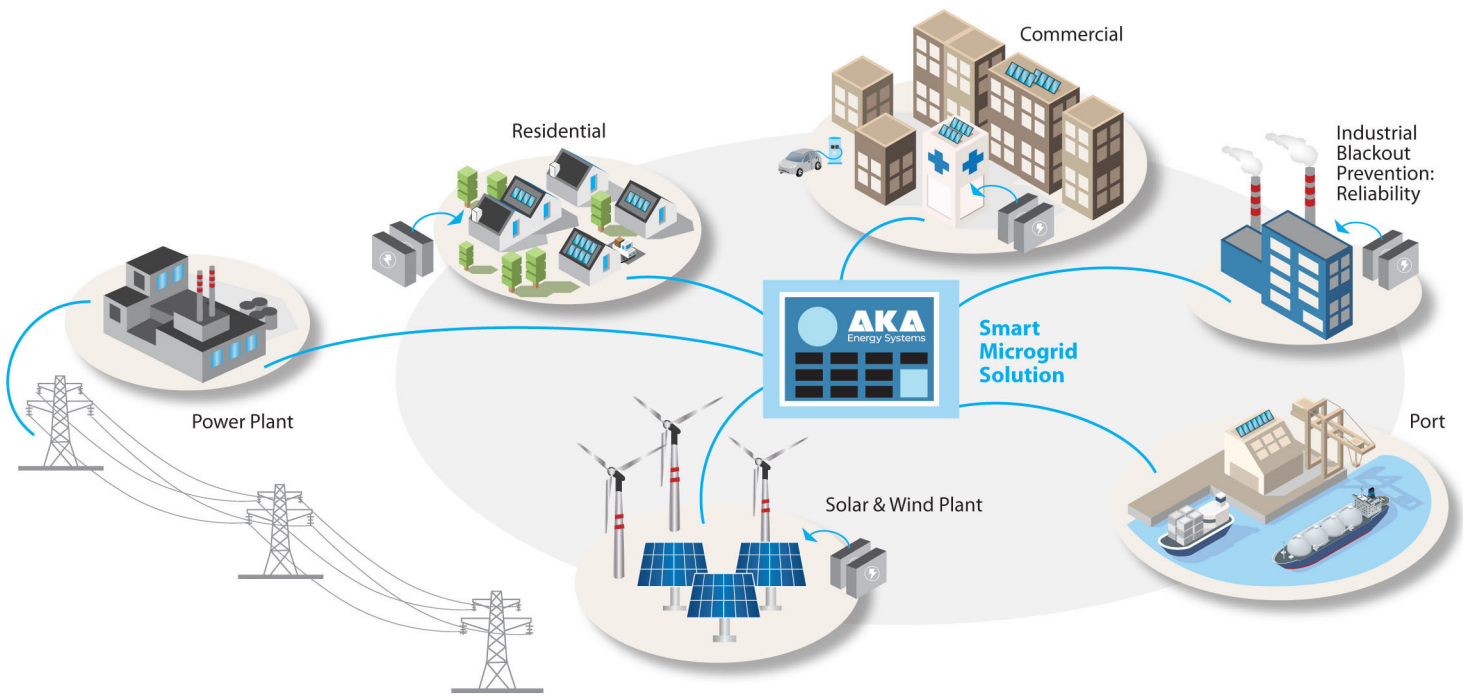 Commercial
Residential
Industrial
Blackout
Prevention:
Reliability
AKA
Energy Systems
Smart
Microgrid
Solution
Power Plant
Port
Solar & Wind Plant